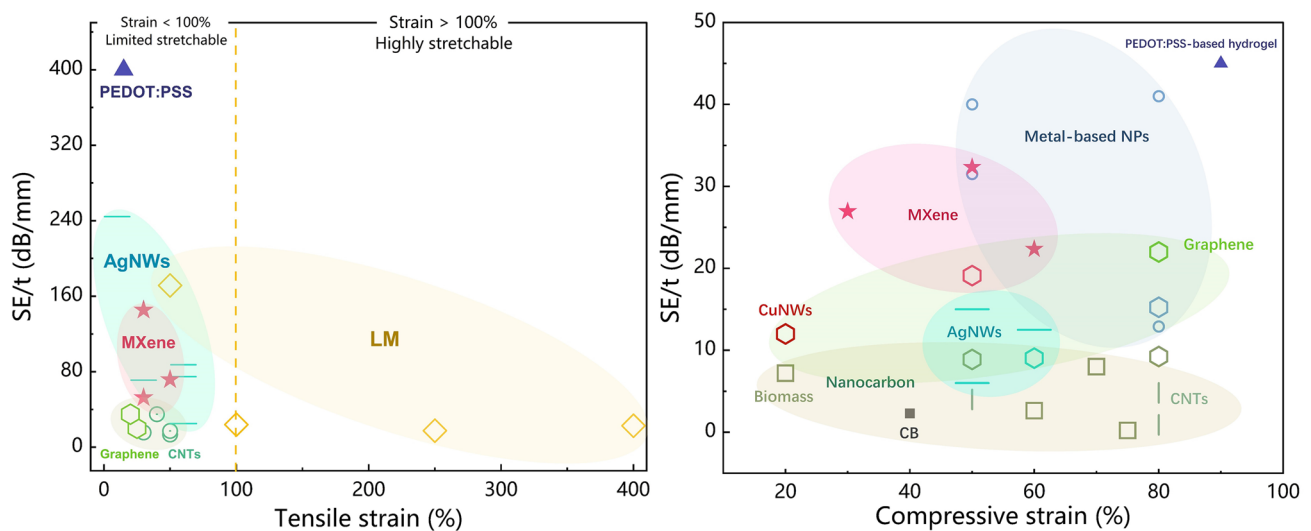 Strain < 100%
Limited stretchable
Strain > 100%
Highly stretchable
400
320
240
160
80
0
SE/t (dB/mm)
PEDOT:PSS
AgNWs
MXene
LM
Graphene
CNTs
0
100
200
300
400
Tensile strain (%)
50
40
30
20
10
0
SE/t (dB/mm)
PEDOT:PSS-based hydrogel
Metal-based NPs
MXene
Graphene
CuNWs
AgNWs
Nanocarbon
Biomass
CNTs
CB
20
40
60
80
100
Compressive strain (%)